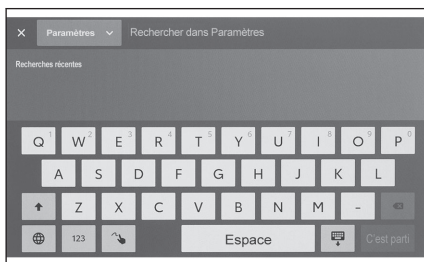 × Paramètres Rechercher dans Paramètres
Recherches récentes
Q 1 W 2 E 3 R 4 T 5 Y 6 U 7 I 8 O 9 P 0
A S D F G H J K L
Z X C V B N M -
123 Espace C'est parti